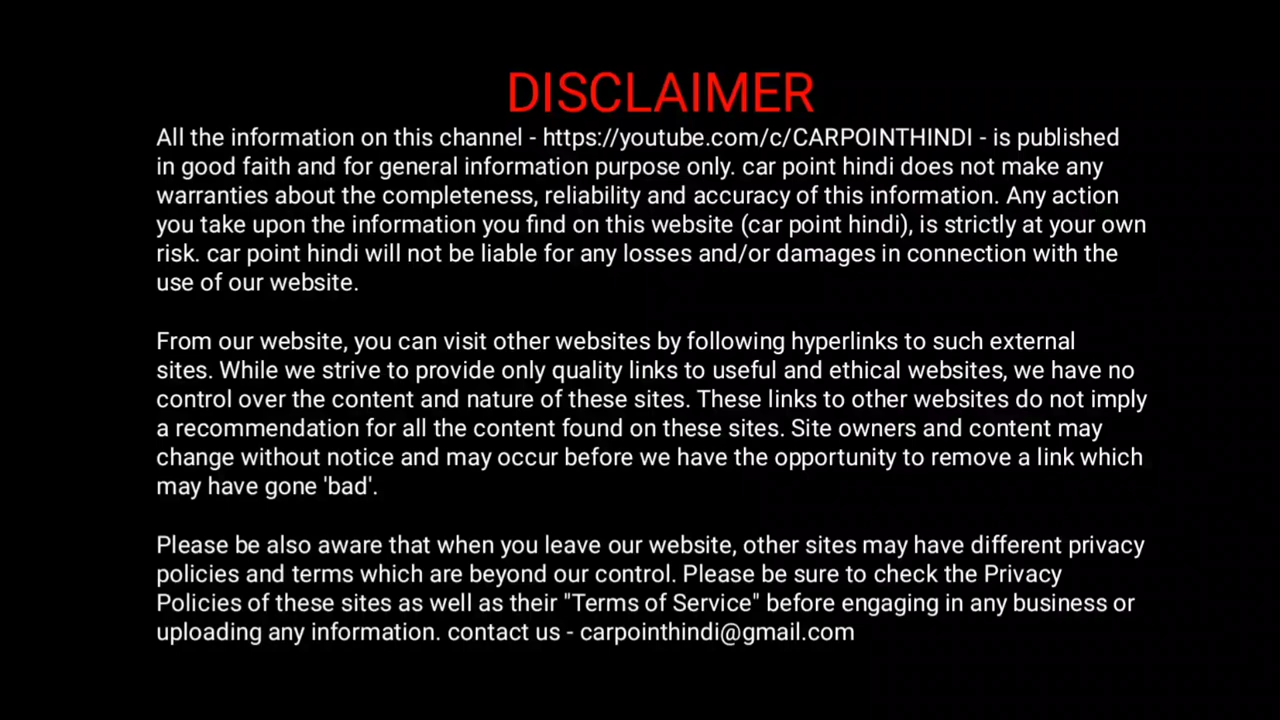 DISCLAIMER
All the information on this channel - https://youtube.com/c/CARPOINTHINDI - is published
in good faith and for general information purpose only. car point hindi does not make any
warranties about the completeness, reliability and accuracy of this information. Any action
you take upon the information you find on this website (car point hindi), is strictly at your own
risk. car point hindi will not be liable for any losses and/or damages in connection with the
use of our website.
From our website, you can visit other websites by following hyperlinks to such external
sites. While we strive to provide only quality links to useful and ethical websites, we have no
control over the content and nature of these sites. These links to other websites do not imply
a recommendation for all the content found on these sites. Site owners and content may
change without notice and may occur before we have the opportunity to remove a link which
may have gone 'bad'.
Please be also aware that when you leave our website, other sites may have different privacy
policies and terms which are beyond our control. Please be sure to check the Privacy
Policies of these sites as well as their "Terms of Service" before engaging in any business or
uploading any information. contact us - carpointhindi@gmail.com